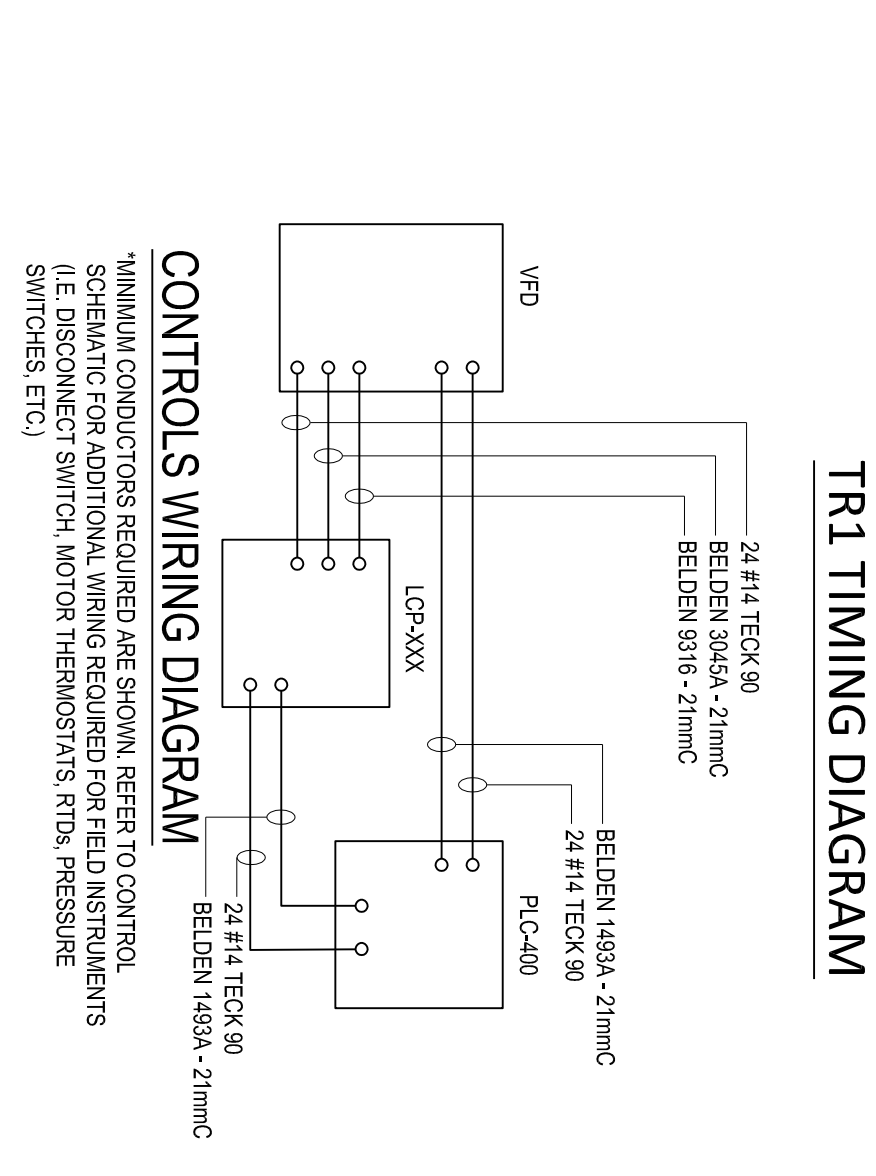 TR1 TIMING DIAGRAM
24 #14 TECK 90
BELDEN 3045A - 21mmC
BELDEN 9316 - 21mmC
BELDEN 1493A - 21mmC
24 #14 TECK 90
VFD
PLC-400
LCP-XXX
24 #14 TECK 90
BELDEN 1493A - 21mmC
CONTROLS WIRING DIAGRAM
*MINIMUM CONDUCTORS REQUIRED ARE SHOWN. REFER TO CONTROL
SCHEMATIC FOR ADDITIONAL WIRING REQUIRED FOR FIELD INSTRUMENTS
(I.E. DISCONNECT SWITCH, MOTOR THERMOSTATS, RTDs, PRESSURE
SWITCHES, ETC.)